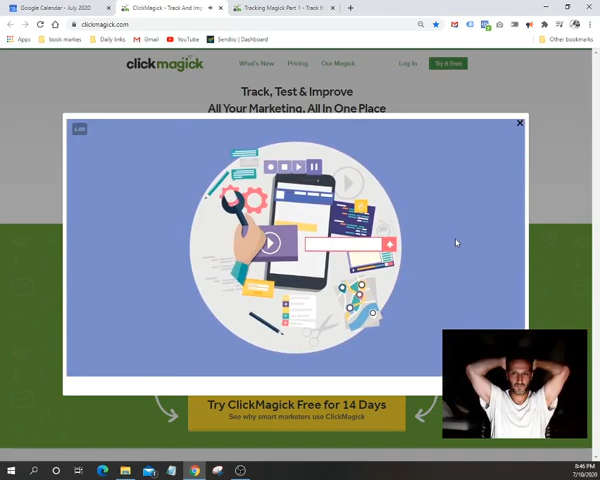 Google Calendar - July 2020
ClickMagick - Track And Imp
Tracking Magick Part 1 - Track It
clickmagick.com
Apps
book markes
Daily links
Gmail
YouTube
Sendiio | Dashboard
Other bookmarks
clickmagick
What's New
Pricing
Our Magick
Log In
Try It Free
Track, Test & Improve
All Your Marketing, All In One Place
Try ClickMagick Free for 14 Days
See why smart marketers use ClickMagick
8:46 PM
7/10/2020